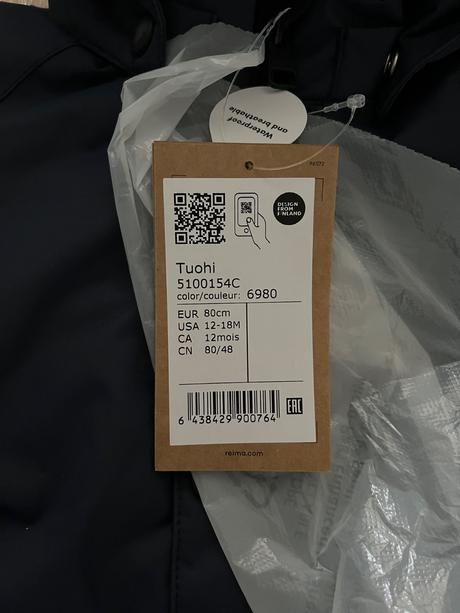 Waterproof
and breathable
DESIGN
FROM
FINLAND
Tuohi
5100154C
color/couleur: 6980
EUR 80cm
USA 12-18M
CA 12mois
CN 80/48
6 438429 900764
EAC
reima.com